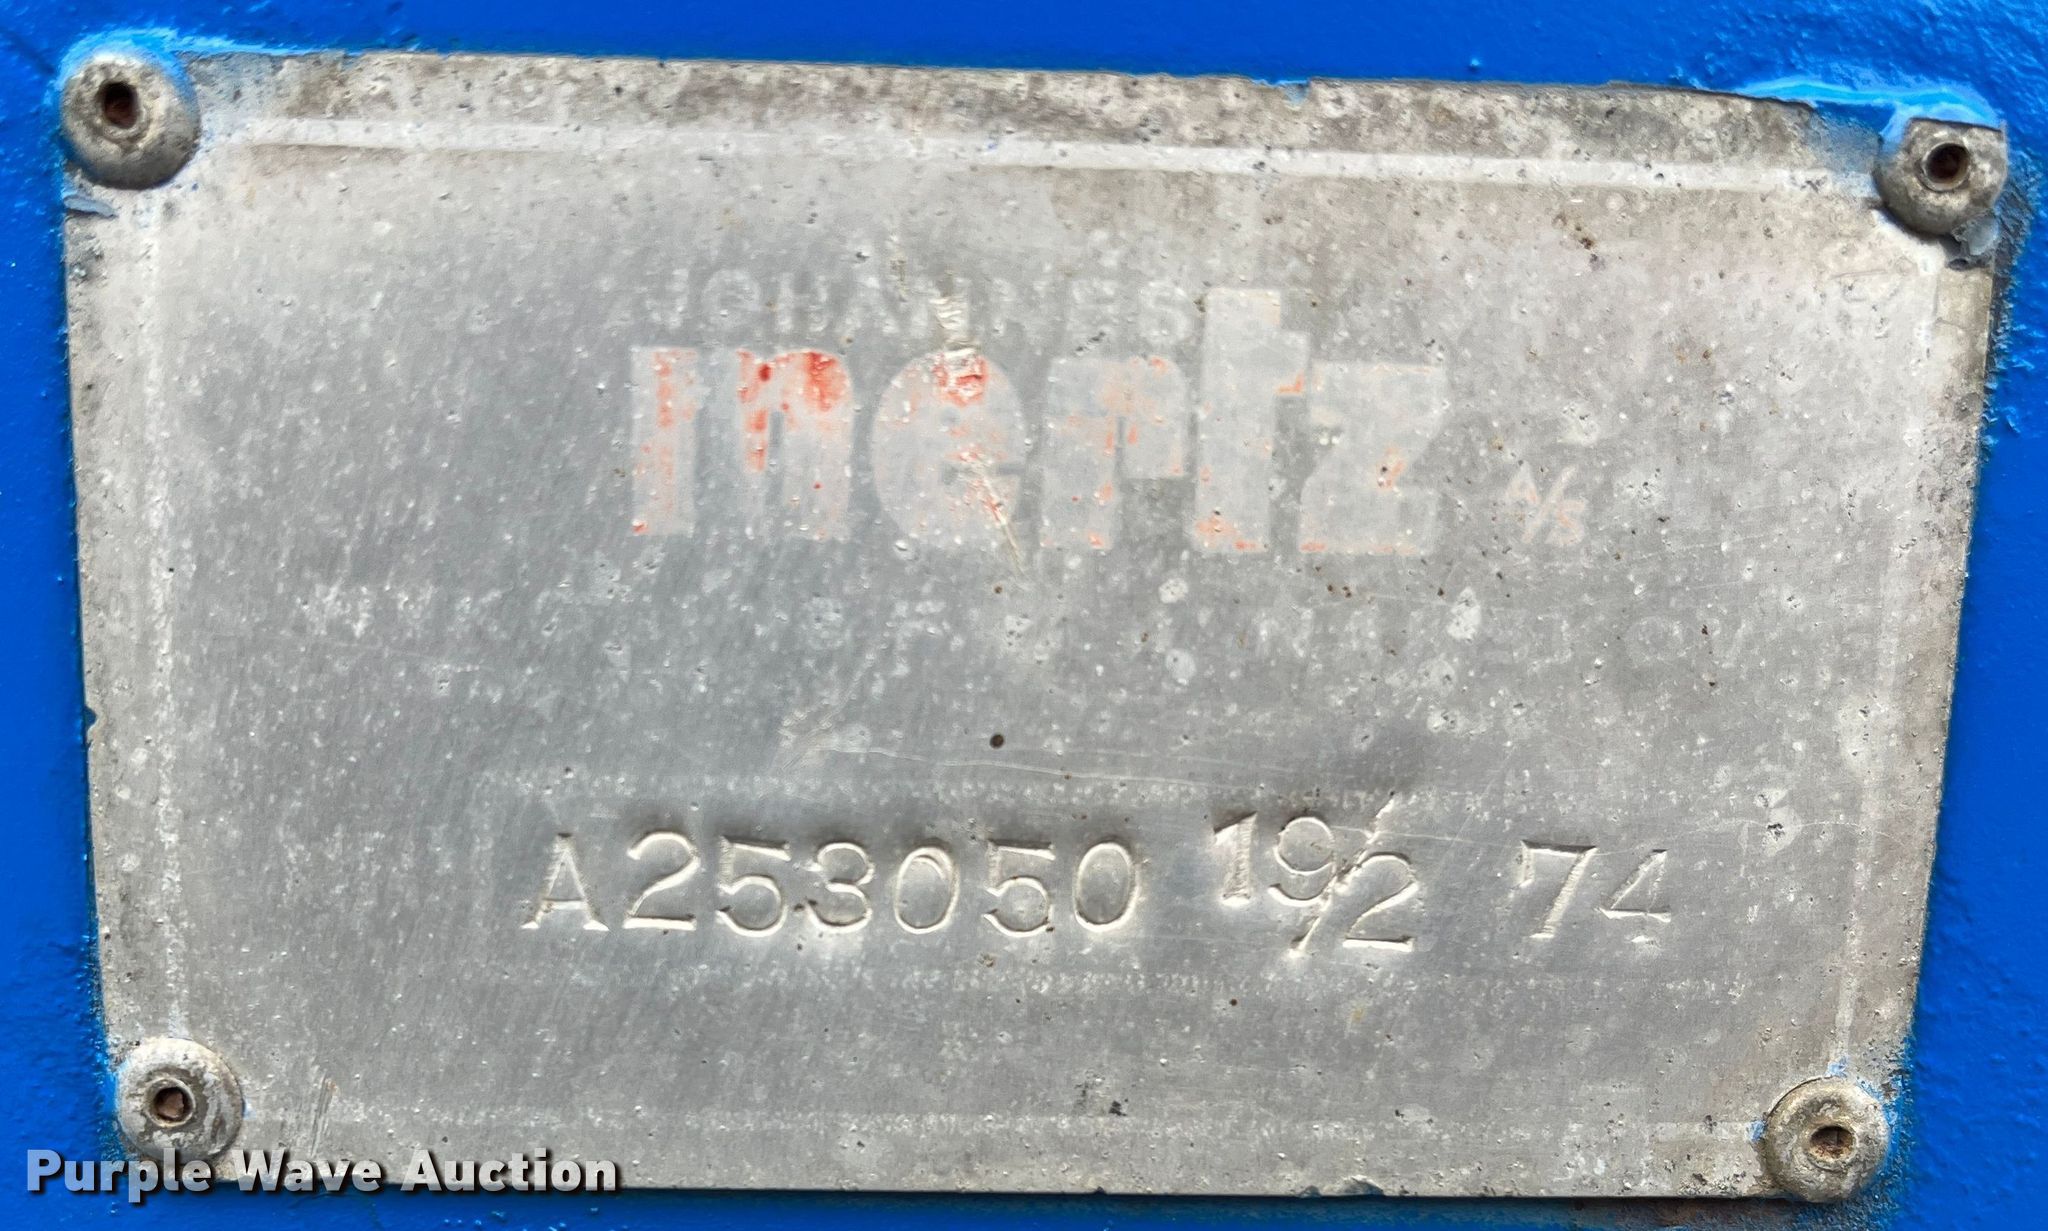 JOHANNES
mertz A/S
A253050 19/2 74
Purple Wave Auction